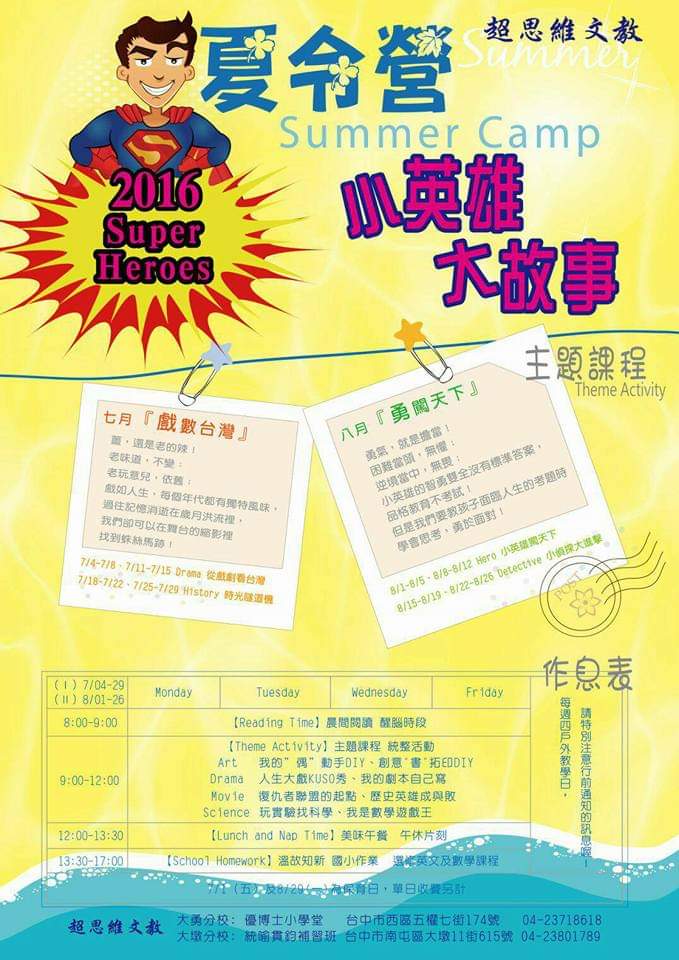 超思維文教
夏令營
Summer
Summer Camp
S
2016
Super
Heroes
小英雄
大故事
主題課程
Theme Activity
七月『戲數台灣』
薑，還是老的辣！
老味道，不變；
老玩意兒，依舊；
戲如人生，每個年代都有獨特風味，
過往記憶消逝在歲月洪流裡，
我們卻可以在舞台的縮影裡
找到蛛絲馬跡！
7/4-7/8、7/11-7/15 Drama 從戲劇看台灣
7/18-7/22、7/25-7/29 History 時光隧道機
八月『勇闖天下』
勇氣，就是擔當！
困難當頭，無懼；
逆境當中，無畏；
小英雄的智勇雙全沒有標準答案，
品格教育不考試！
但是我們要教孩子面臨人生的考題時
學會思考，勇於面對！
8/1-8/5、8/8-8/12 Hero 小英雄闖天下
8/15-8/19、8/22-8/26 Detective 小偵探大進擊
POST
作息表
(I) 7/04-29
(II) 8/01-26
Monday Tuesday Wednesday Friday
8:00-9:00 【Reading Time】晨間閱讀 醒腦時段
9:00-12:00
【Theme Activity】主題課程 統整活動
Art 我的”偶”動手DIY、創意"書"拓印DIY
Drama 人生大戲KUSO秀、我的劇本自己寫
Movie 復仇者聯盟的起點、歷史英雄成與敗
Science 玩實驗找科學、我是數學遊戲王
12:00-13:30 【Lunch and Nap Time】美味午餐 午休片刻
13:30-17:00 【School Homework】溫故知新 國小作業 選修英文及數學課程
每週四戶外教學日，
請特別注意行前通知的訊息喔！
7/1(五)及8/29(一)為保育日，單日收費另計
超思維文教
大勇分校: 優博士小學堂 台中市西區五權七街174號 04-23718618
大墩分校: 統喻貫鈞補習班 台中市南屯區大墩11街615號 04-23801789